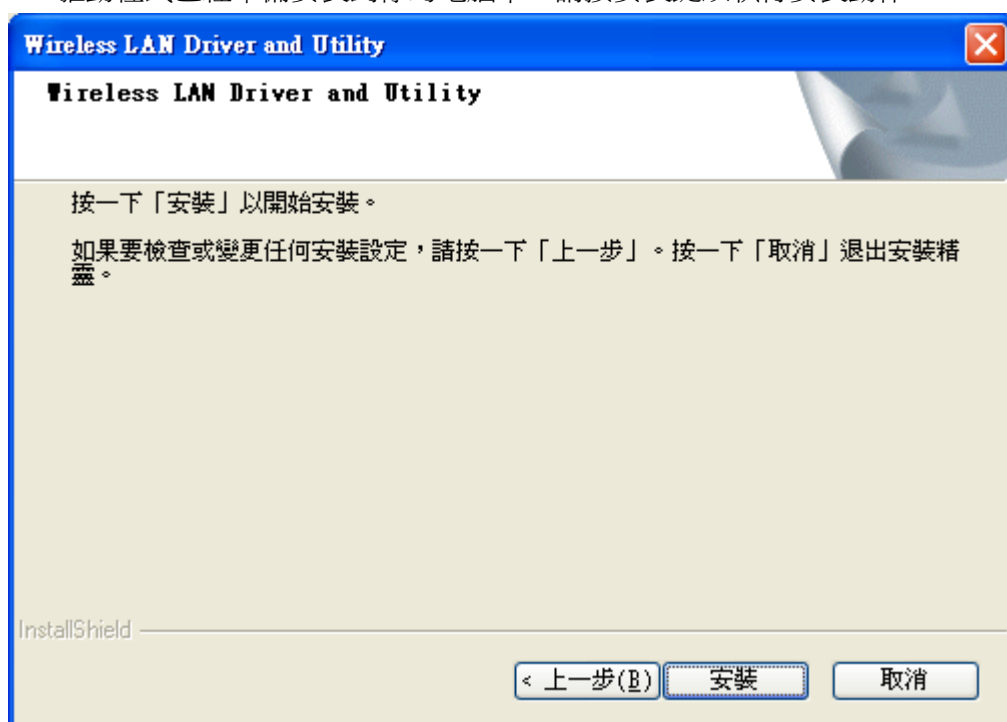 Wireless LAN Driver and Utility
Wireless LAN Driver and Utility
按一下「安裝」以開始安裝。
如果要檢查或變更任何安裝設定，請按一下「上一步」。按一下「取消」退出安裝精
靈。
InstallShield
< 上一步(B)
安裝
取消